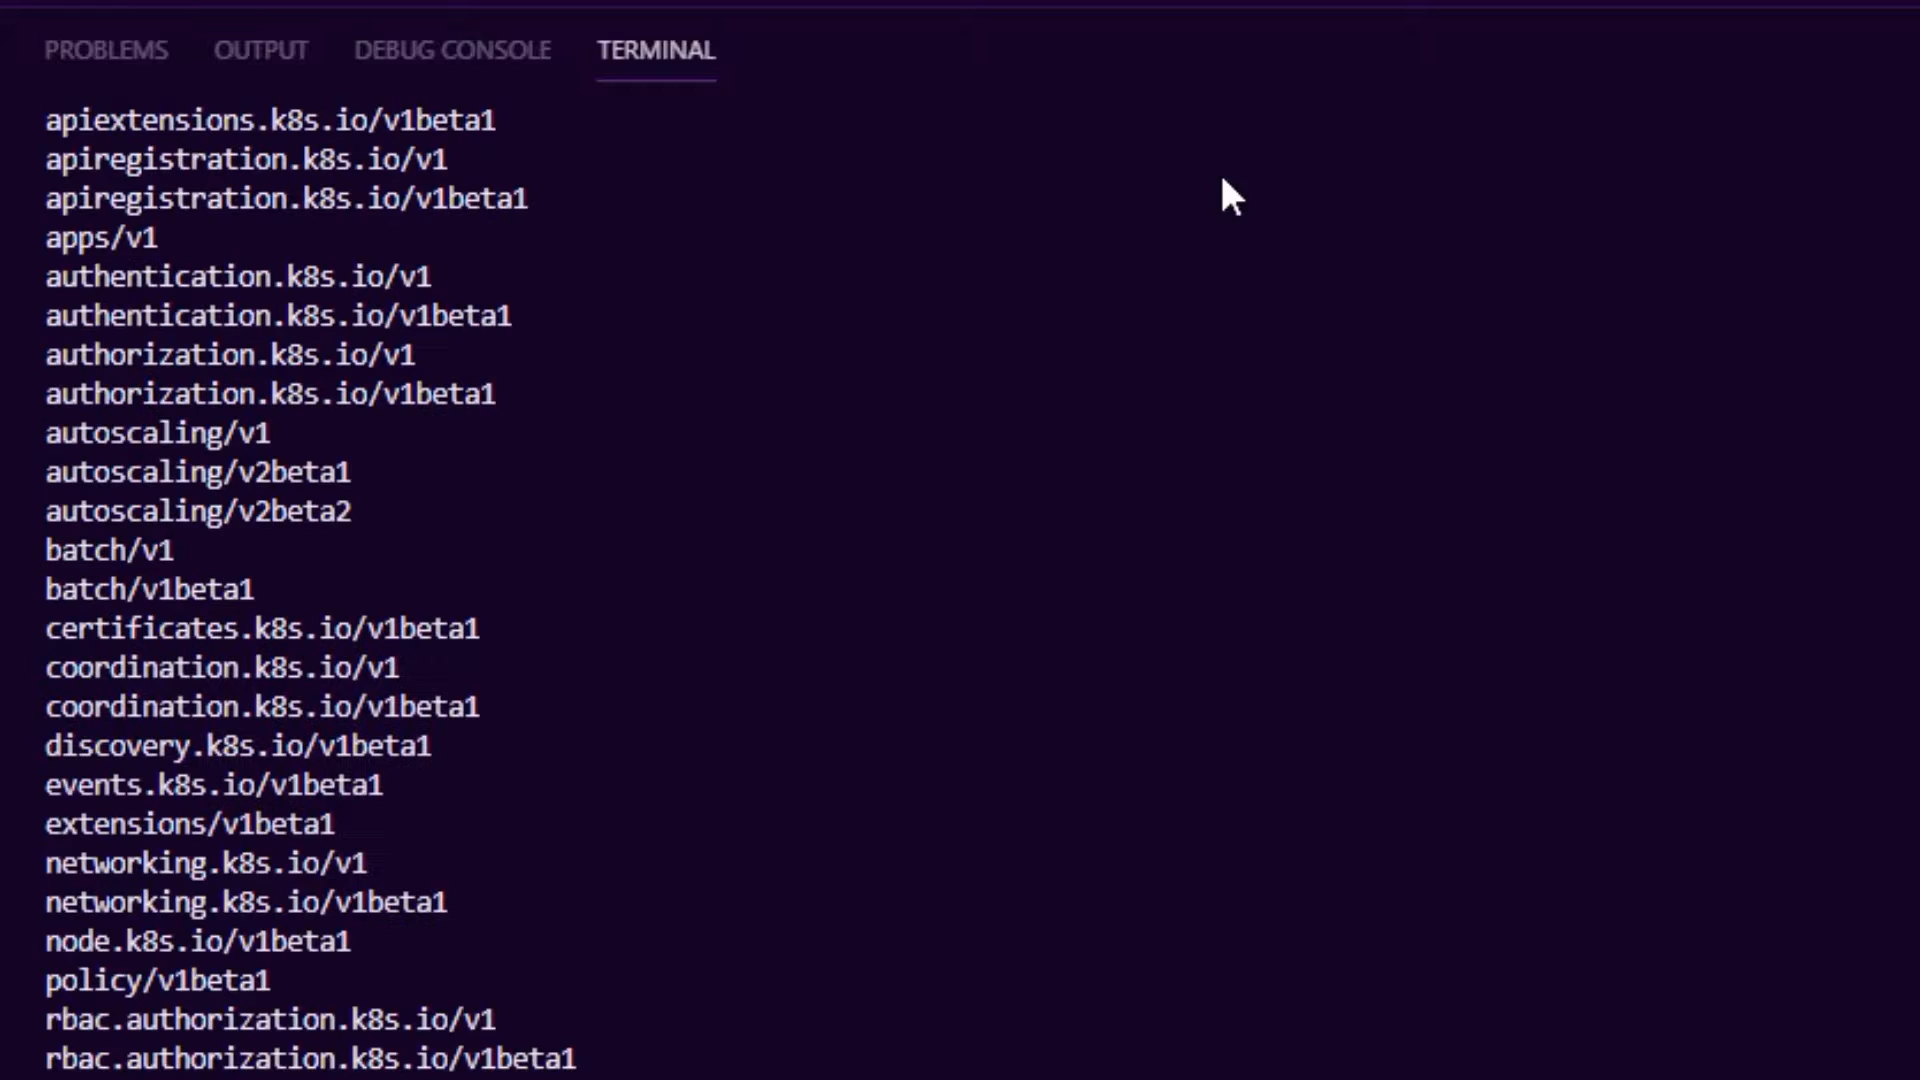 PROBLEMS OUTPUT DEBUG CONSOLE TERMINAL
apiextensions.k8s.io/v1beta1
apiregistration.k8s.io/v1
apiregistration.k8s.io/v1beta1
apps/v1
authentication.k8s.io/v1
authentication.k8s.io/v1beta1
authorization.k8s.io/v1
authorization.k8s.io/v1beta1
autoscaling/v1
autoscaling/v2beta1
autoscaling/v2beta2
batch/v1
batch/v1beta1
certificates.k8s.io/v1beta1
coordination.k8s.io/v1
coordination.k8s.io/v1beta1
discovery.k8s.io/v1beta1
events.k8s.io/v1beta1
extensions/v1beta1
networking.k8s.io/v1
networking.k8s.io/v1beta1
node.k8s.io/v1beta1
policy/v1beta1
rbac.authorization.k8s.io/v1
rbac.authorization.k8s.io/v1beta1